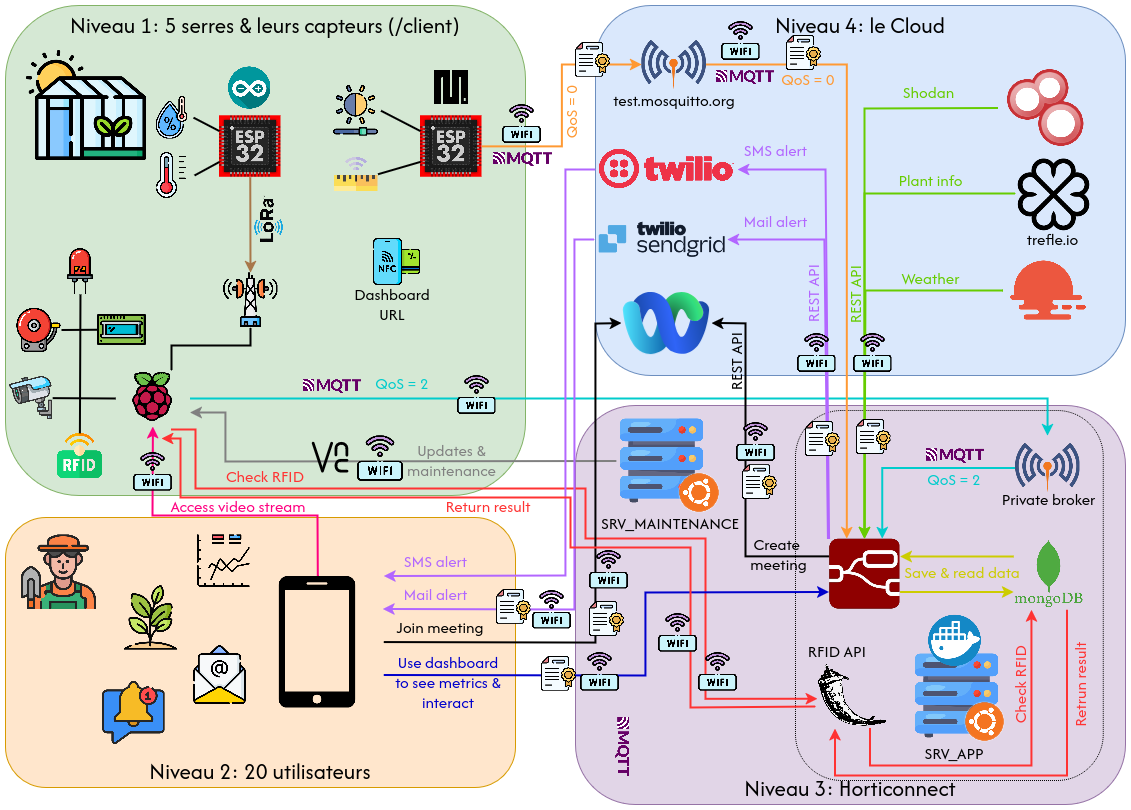 Niveau 1: 5 serres & leurs capteurs (/client)
ESP
32
ESP
32
%
LoRa
NFC
Dashboard
URL
WIFI
MQTT
QoS = 0
MQTT
QoS = 2
WIFI
RFID
WIFI
VNC
WIFI
Updates &
maintenance
Check RFID
Return result
Access video stream
Niveau 4: le Cloud
WIFI
MQTT
QoS = 0
test.mosquitto.org
Shodan
SMS alert
twilio
Plant info
Mail alert
twilio
sendgrid
trefle.io
Weather
REST API
REST API
REST API
WIFI
WIFI
SRV_MAINTENANCE
WIFI
MQTT
QoS = 2
Private broker
Create
meeting
Save & read data
mongoDB
RFID API
Check RFID
Retrun result
SRV_APP
MQTT
Niveau 3: Horticonnect
SMS alert
Mail alert
WIFI
WIFI
Join meeting
WIFI
Use dashboard
to see metrics &
interact
WIFI
WIFI
@
1
Niveau 2: 20 utilisateurs